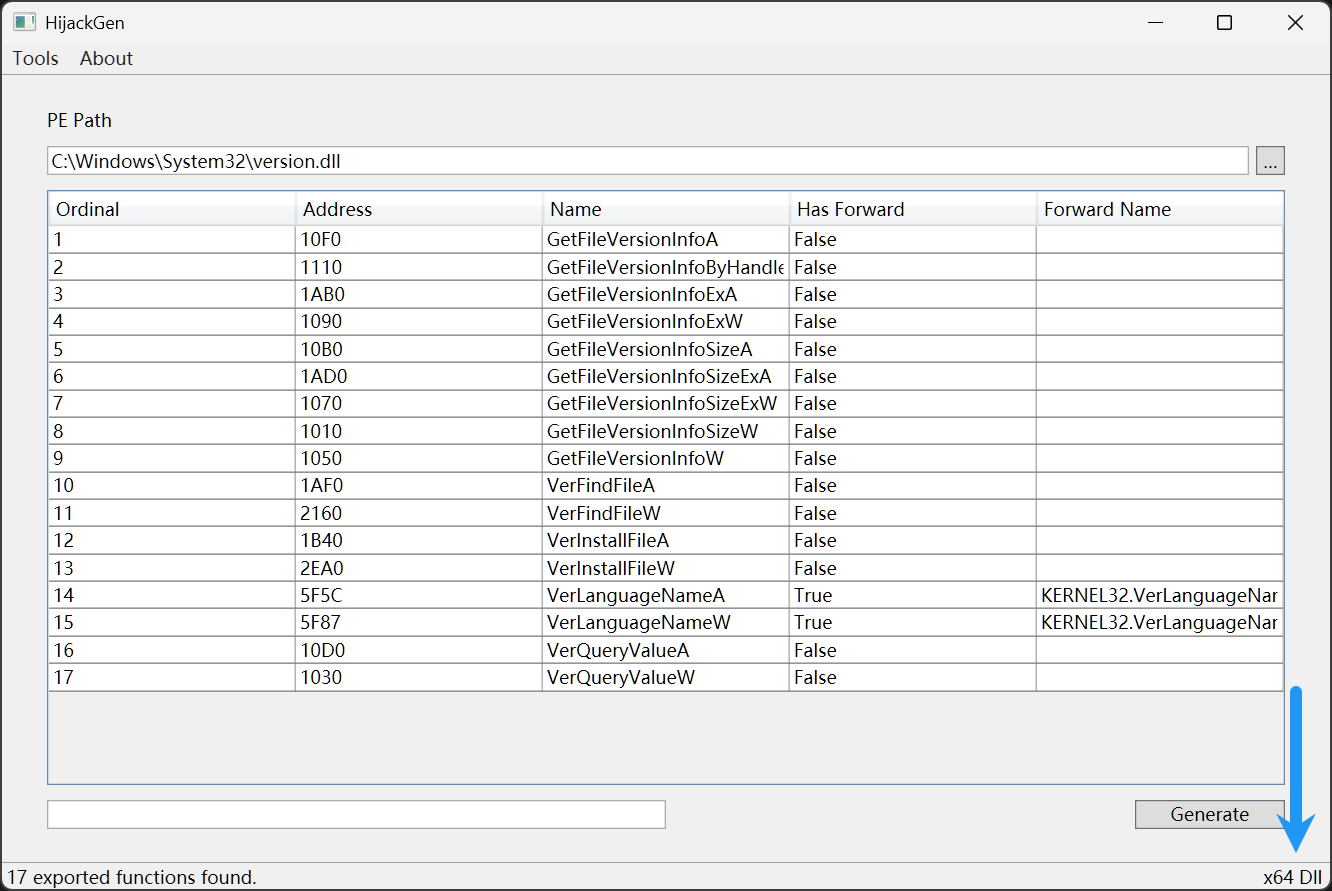 HijackGen
Tools About
PE Path
C:\Windows\System32\version.dll ...
Ordinal Address Name Has Forward Forward Name
1 10F0 GetFileVersionInfoA False
2 1110 GetFileVersionInfoByHandle False
3 1AB0 GetFileVersionInfoExA False
4 1090 GetFileVersionInfoExW False
5 10B0 GetFileVersionInfoSizeA False
6 1AD0 GetFileVersionInfoSizeExA False
7 1070 GetFileVersionInfoSizeExW False
8 1010 GetFileVersionInfoSizeW False
9 1050 GetFileVersionInfoW False
10 1AF0 VerFindFileA False
11 2160 VerFindFileW False
12 1B40 VerInstallFileA False
13 2EA0 VerInstallFileW False
14 5F5C VerLanguageNameA True KERNEL32.VerLanguageNar
15 5F87 VerLanguageNameW True KERNEL32.VerLanguageNar
16 10D0 VerQueryValueA False
17 1030 VerQueryValueW False
Generate
17 exported functions found. x64 Dll